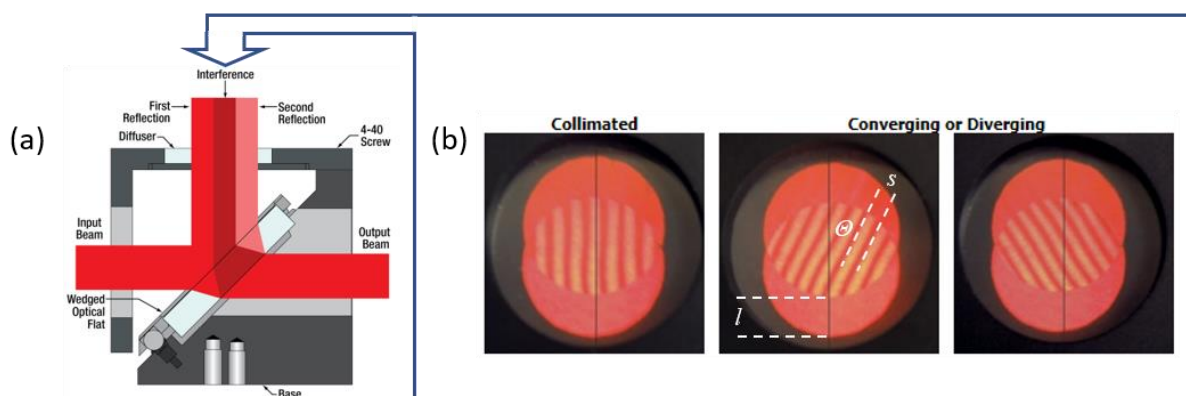 (a)
Interference
First Reflection
Second Reflection
Diffuser
4-40 Screw
Input Beam
Output Beam
Wedged Optical Flat
Base
(b)
Collimated
Converging or Diverging
s
Θ
l